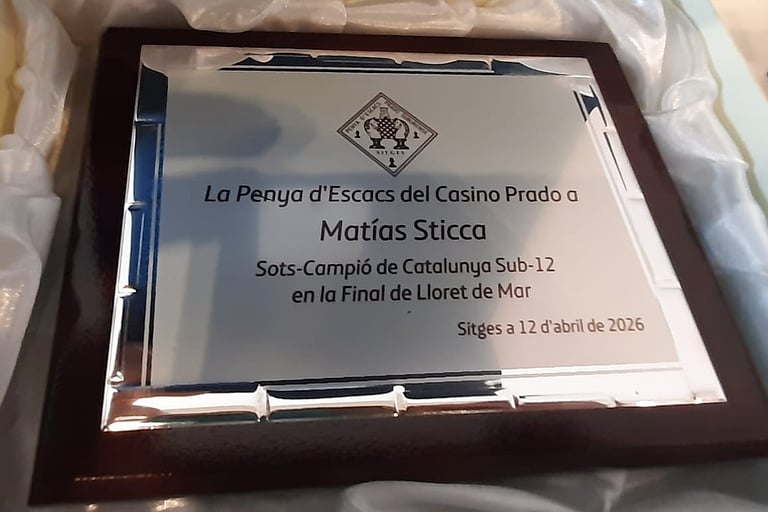 SITGES
La Penya d'Escacs del Casino Prado a
Matías Sticca
Sots-Campió de Catalunya Sub-12
en la Final de Lloret de Mar
Sitges a 12 d'abril de 2026